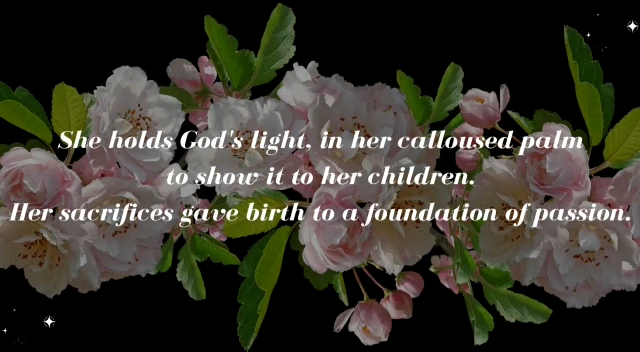 She holds God's light, in her calloused palm
to show it to her children.
Her sacrifices gave birth to a foundation of passion.